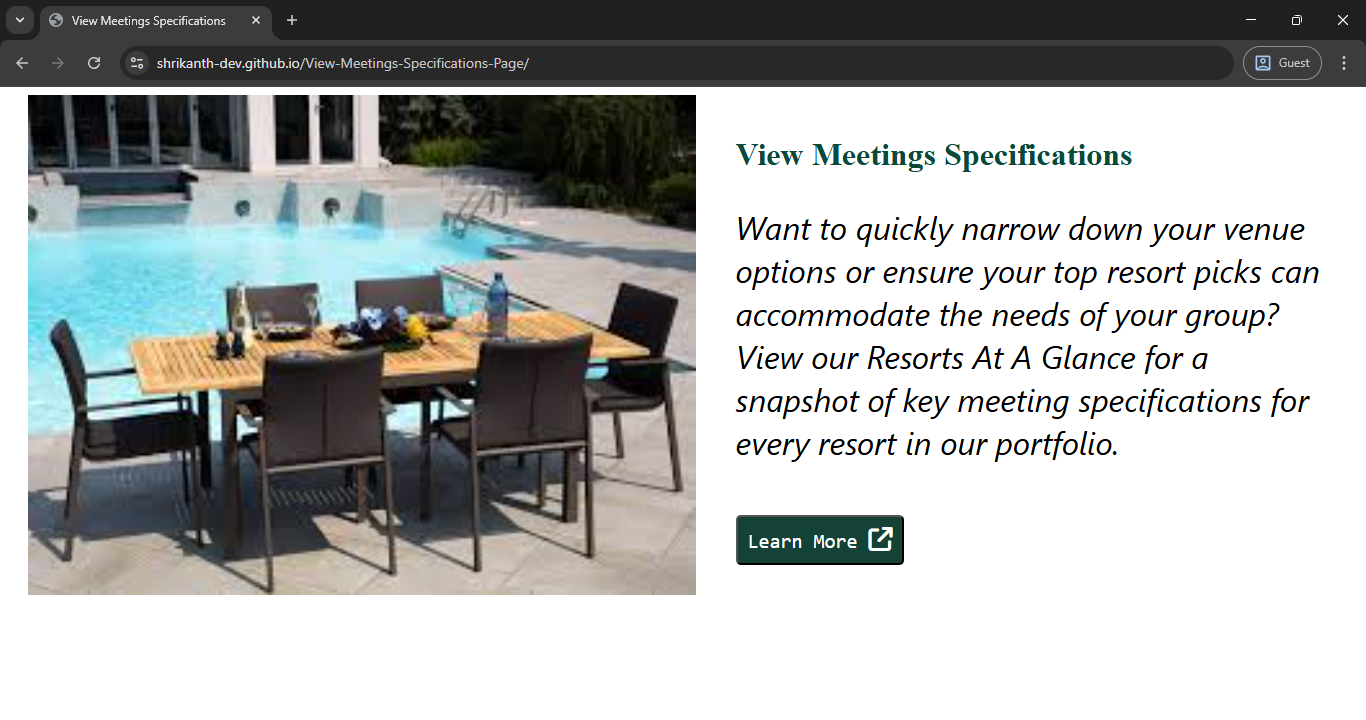 View Meetings Specifications
shrikanth-dev.github.io/View-Meetings-Specifications-Page/
Guest
View Meetings Specifications
Want to quickly narrow down your venue
options or ensure your top resort picks can
accommodate the needs of your group?
View our Resorts At A Glance for a
snapshot of key meeting specifications for
every resort in our portfolio.
Learn More